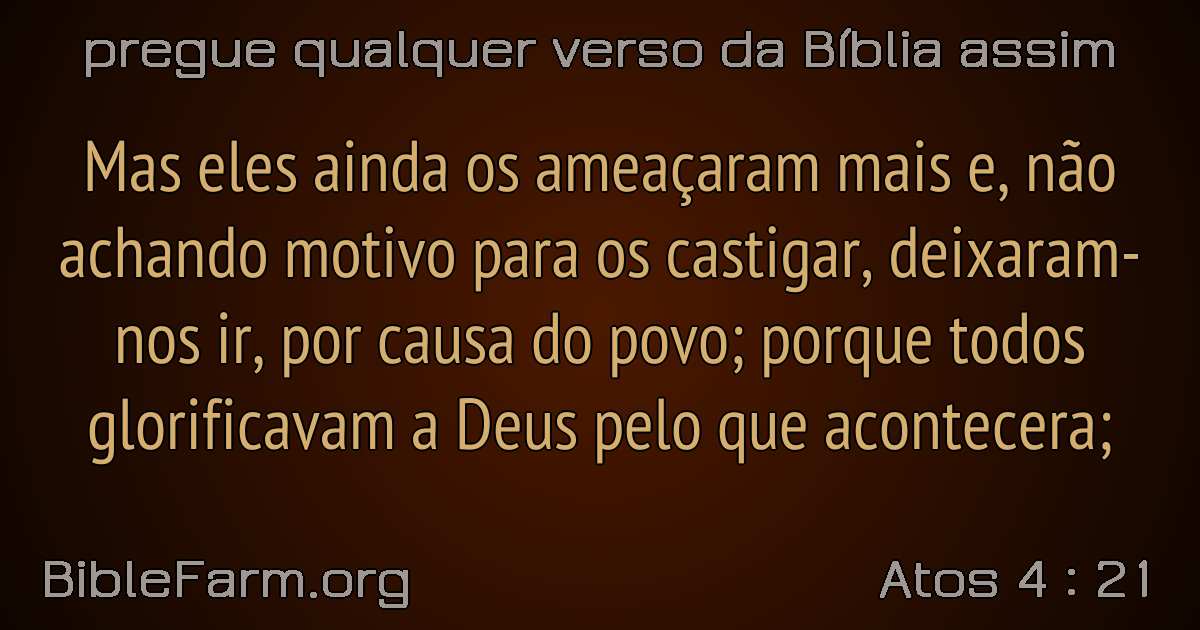 pregue qualquer verso da Bíblia assim
Mas eles ainda os ameaçaram mais e, não
achando motivo para os castigar, deixaram-
nos ir, por causa do povo; porque todos
glorificavam a Deus pelo que acontecera;
BibleFarm.org
Atos 4 : 21